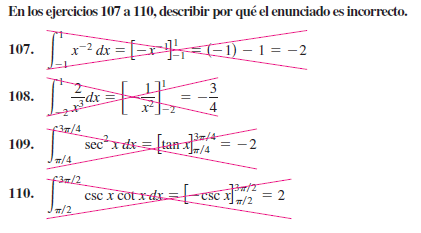 En los ejercicios 107 a 110, describir por qué el enunciado es incorrecto.
107. ∫_{-1}^{1} x^{-2} dx = [-x^{-1}]_{-1}^{1} = (-1) - 1 = -2
108. ∫_{-2}^{1} 2/x^3 dx = [-1/x^2]_{-2}^{1} = -3/4
109. ∫_{π/4}^{3π/4} sec^2 x dx = [tan x]_{π/4}^{3π/4} = -2
110. ∫_{π/2}^{3π/2} csc x cot x dx = [-csc x]_{π/2}^{3π/2} = 2